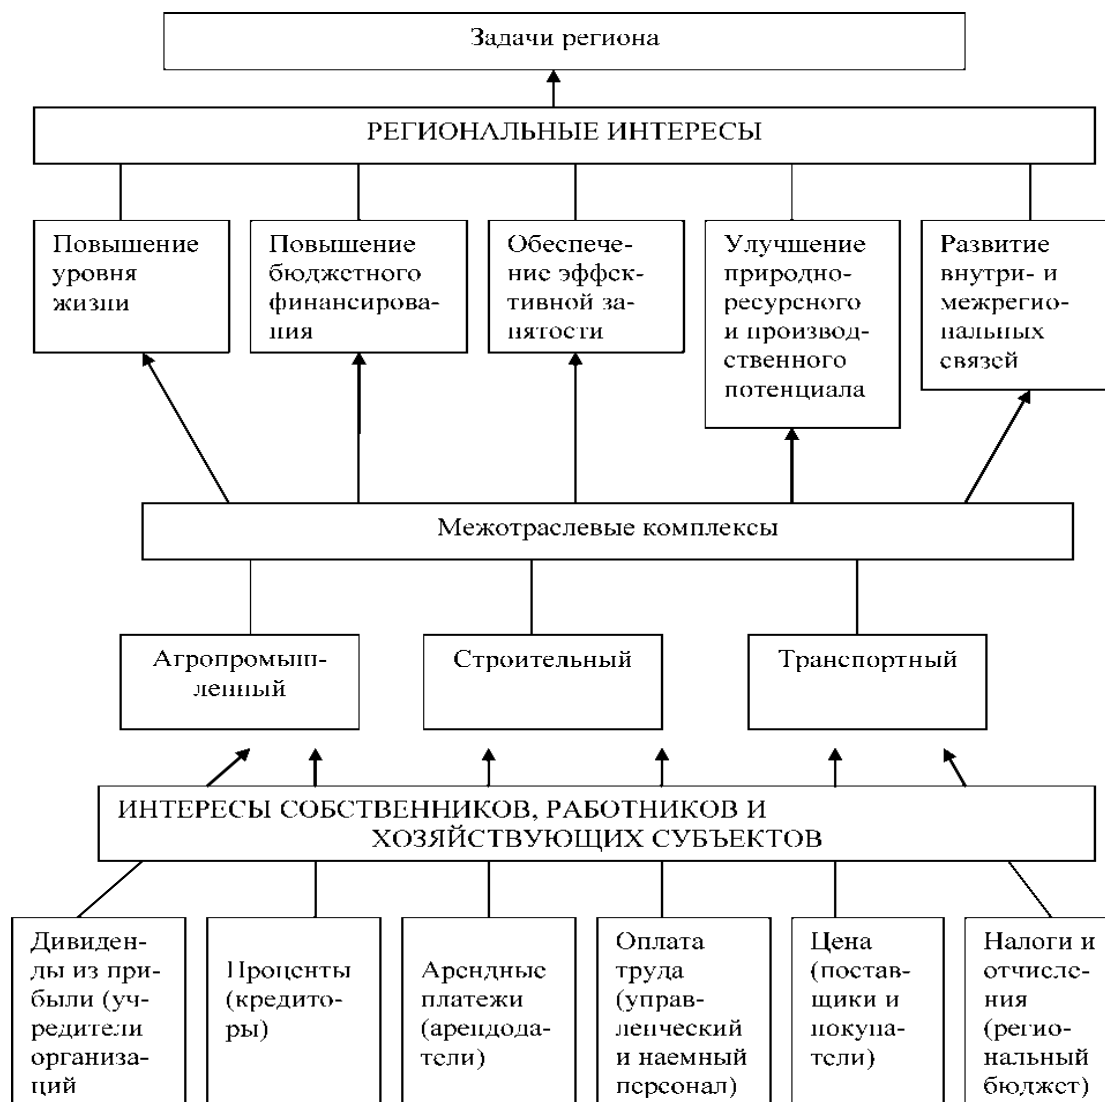 Задачи региона
РЕГИОНАЛЬНЫЕ ИНТЕРЕСЫ
Повышение
уровня
жизни
Повышение
бюджетного
финансирова-
ния
Обеспече-
ние эффек-
тивной за-
нятости
Улучшение
природно-
ресурсного
и производ-
ственного
потенциала
Развитие
внутри- и
межрегио-
нальных
связей
Межотраслевые комплексы
Агропромыш-
ленный
Строительный
Транспортный
ИНТЕРЕСЫ СОБСТВЕННИКОВ, РАБОТНИКОВ И
ХОЗЯЙСТВУЮЩИХ СУБЪЕКТОВ
Дивиден-
ды из при-
были (уч-
редители
организа-
ций
Проценты
(кредито-
ры)
Арендные
платежи
(арендода-
тели)
Оплата
труда
(управ-
ленческий
и наемный
персонал)
Цена
(постав-
щики и
покупа-
тели)
Налоги и
отчисле-
ния
(регио-
нальный
бюджет)